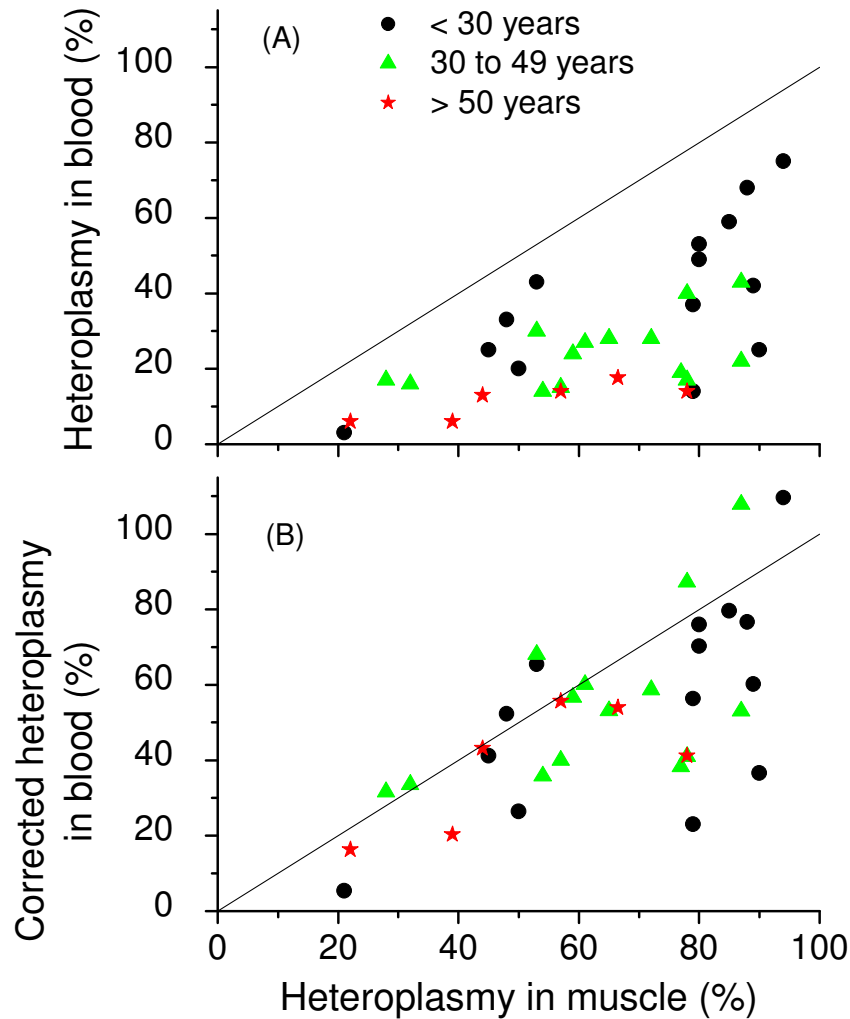 (A)
< 30 years
30 to 49 years
> 50 years
Heteroplasmy in blood (%)
100
80
60
40
20
0
(B)
Corrected heteroplasmy
in blood (%)
100
80
60
40
20
0
0 20 40 60 80 100
Heteroplasmy in muscle (%)